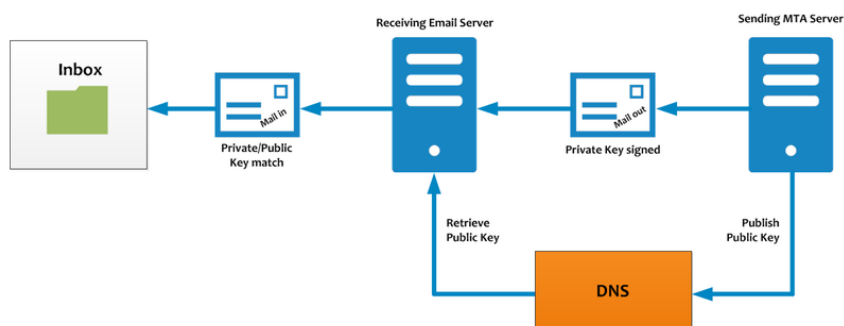 Receiving Email Server
Sending MTA Server
Inbox
Mail in
Mail out
Private/Public
Key match
Private Key signed
Retrieve
Public Key
Publish
Public Key
DNS